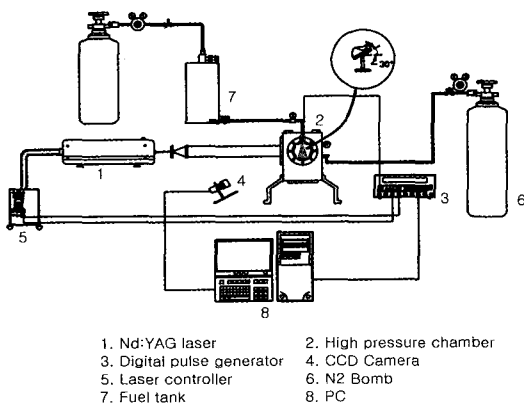 30°
7
2
1
4
3
6
5
8
1. Nd:YAG laser
2. High pressure chamber
3. Digital pulse generator
4. CCD Camera
5. Laser controller
6. N2 Bomb
7. Fuel tank
8. PC